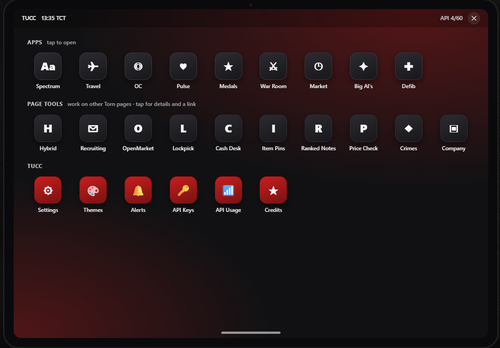 TUCC 13:35 TCT API 4/60
APPS tap to open
Aa
Spectrum Travel OC Pulse Medals War Room Market Big Al's Defib
PAGE TOOLS work on other Torn pages · tap for details and a link
H O L C I R P
Hybrid Recruiting OpenMarket Lockpick Cash Desk Item Pins Ranked Notes Price Check Crimes Company
TUCC
Settings Themes Alerts API Keys API Usage Credits